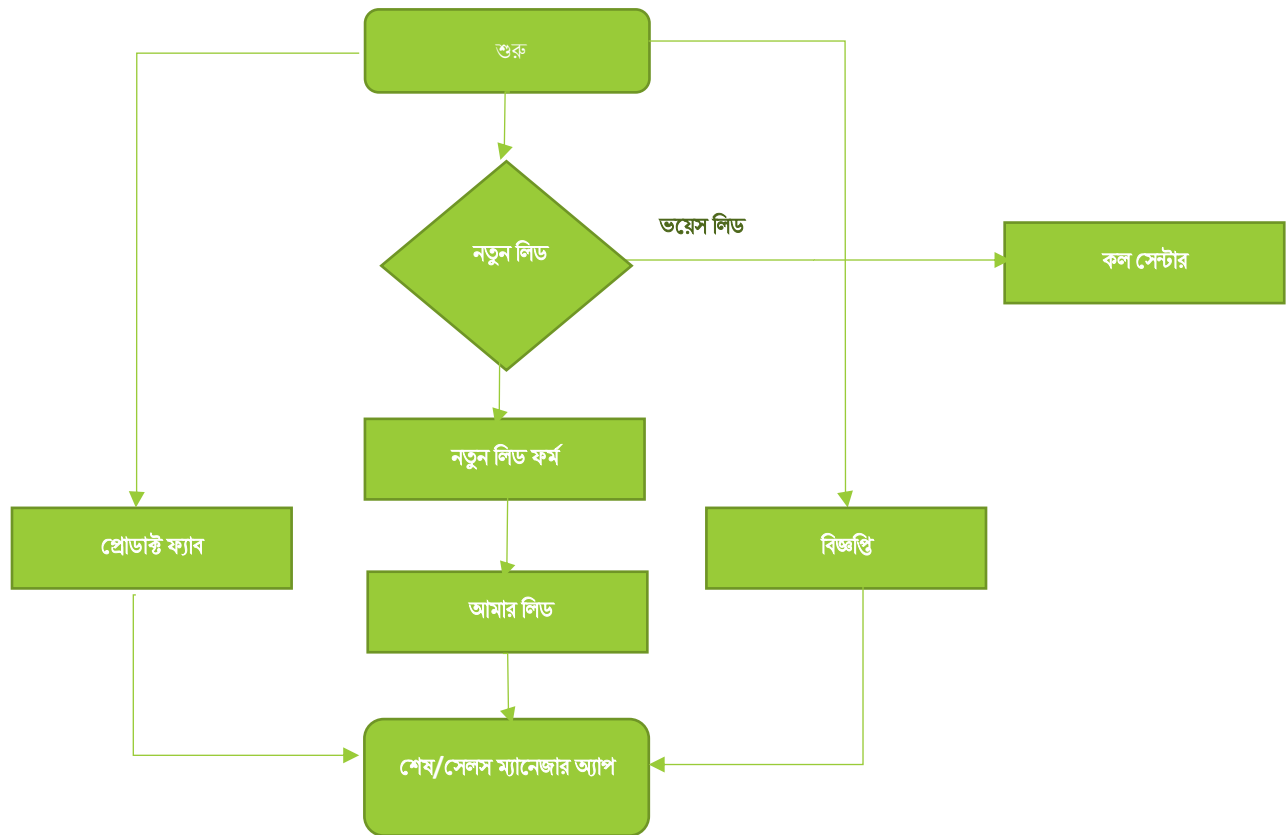 শুরু
নতুন লিড
ভয়েস লিড
কল সেন্টার
নতুন লিড ফর্ম
প্রোডাক্ট ফ্যাব
বিজ্ঞপ্তি
আমার লিড
শেষ/সেলস ম্যানেজার অ্যাপ